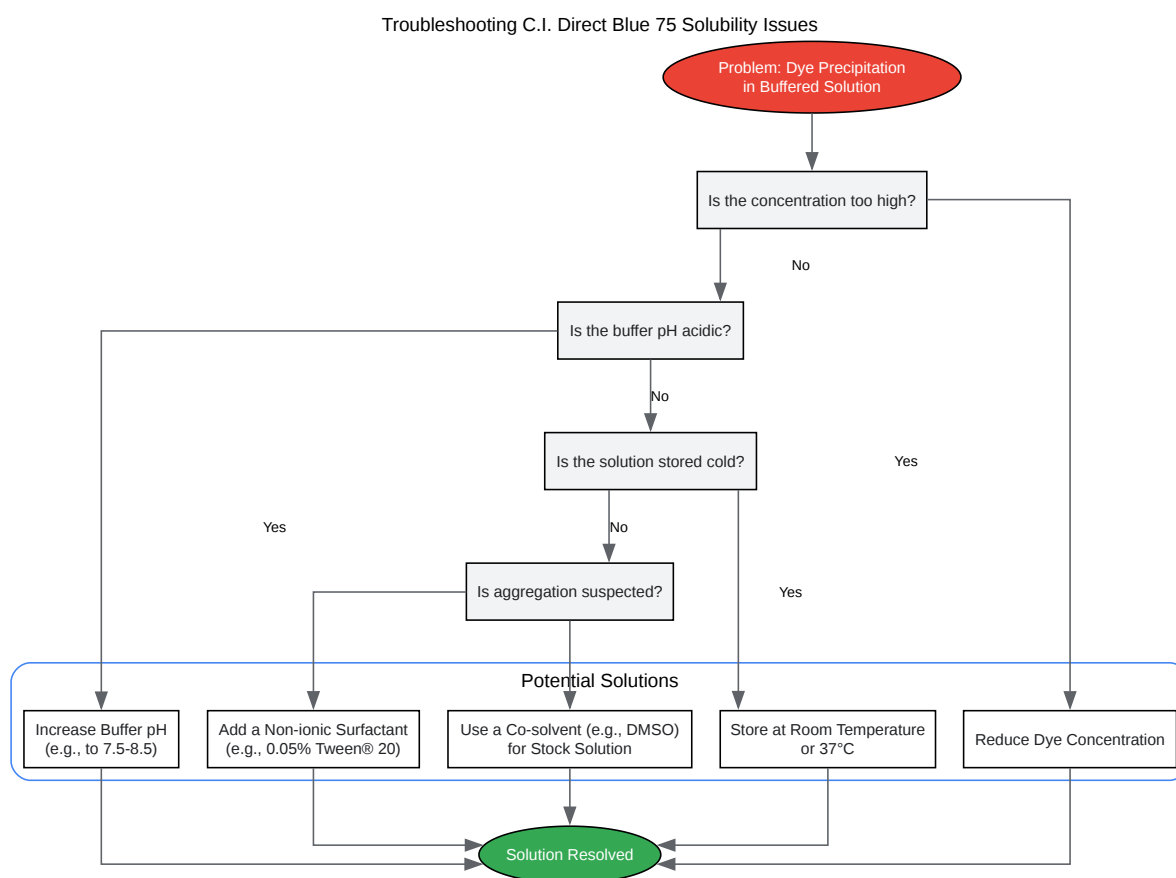 Troubleshooting C.I. Direct Blue 75 Solubility Issues
Problem: Dye Precipitation
in Buffered Solution
Is the concentration too high?
No
Is the buffer pH acidic?
No
Is the solution stored cold?
Yes
Yes
No
Is aggregation suspected?
Yes
Potential Solutions
Increase Buffer pH
(e.g., to 7.5-8.5)
Add a Non-ionic Surfactant
(e.g., 0.05% Tween® 20)
Use a Co-solvent (e.g., DMSO)
for Stock Solution
Store at Room Temperature
or 37°C
Reduce Dye Concentration
Solution Resolved